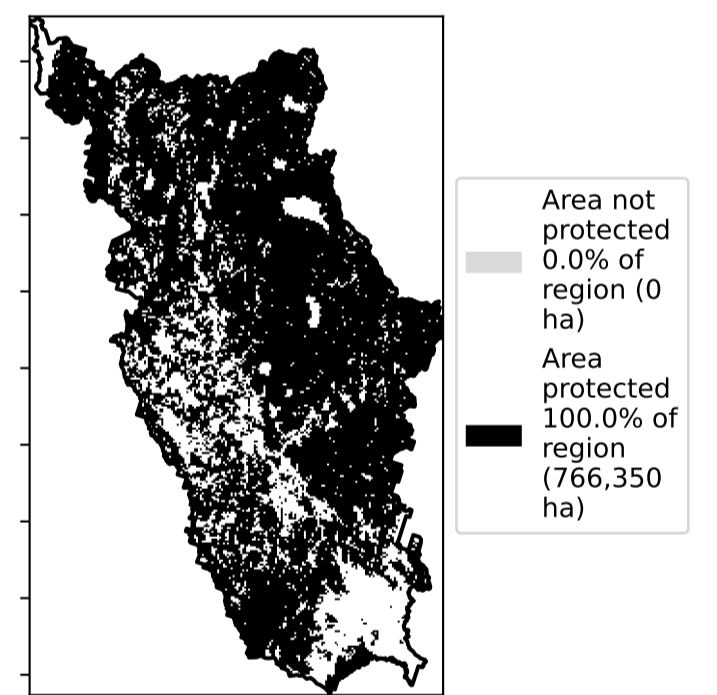 Area not
protected
0.0% of
region (0
ha)
Area
protected
100.0% of
region
(766,350
ha)